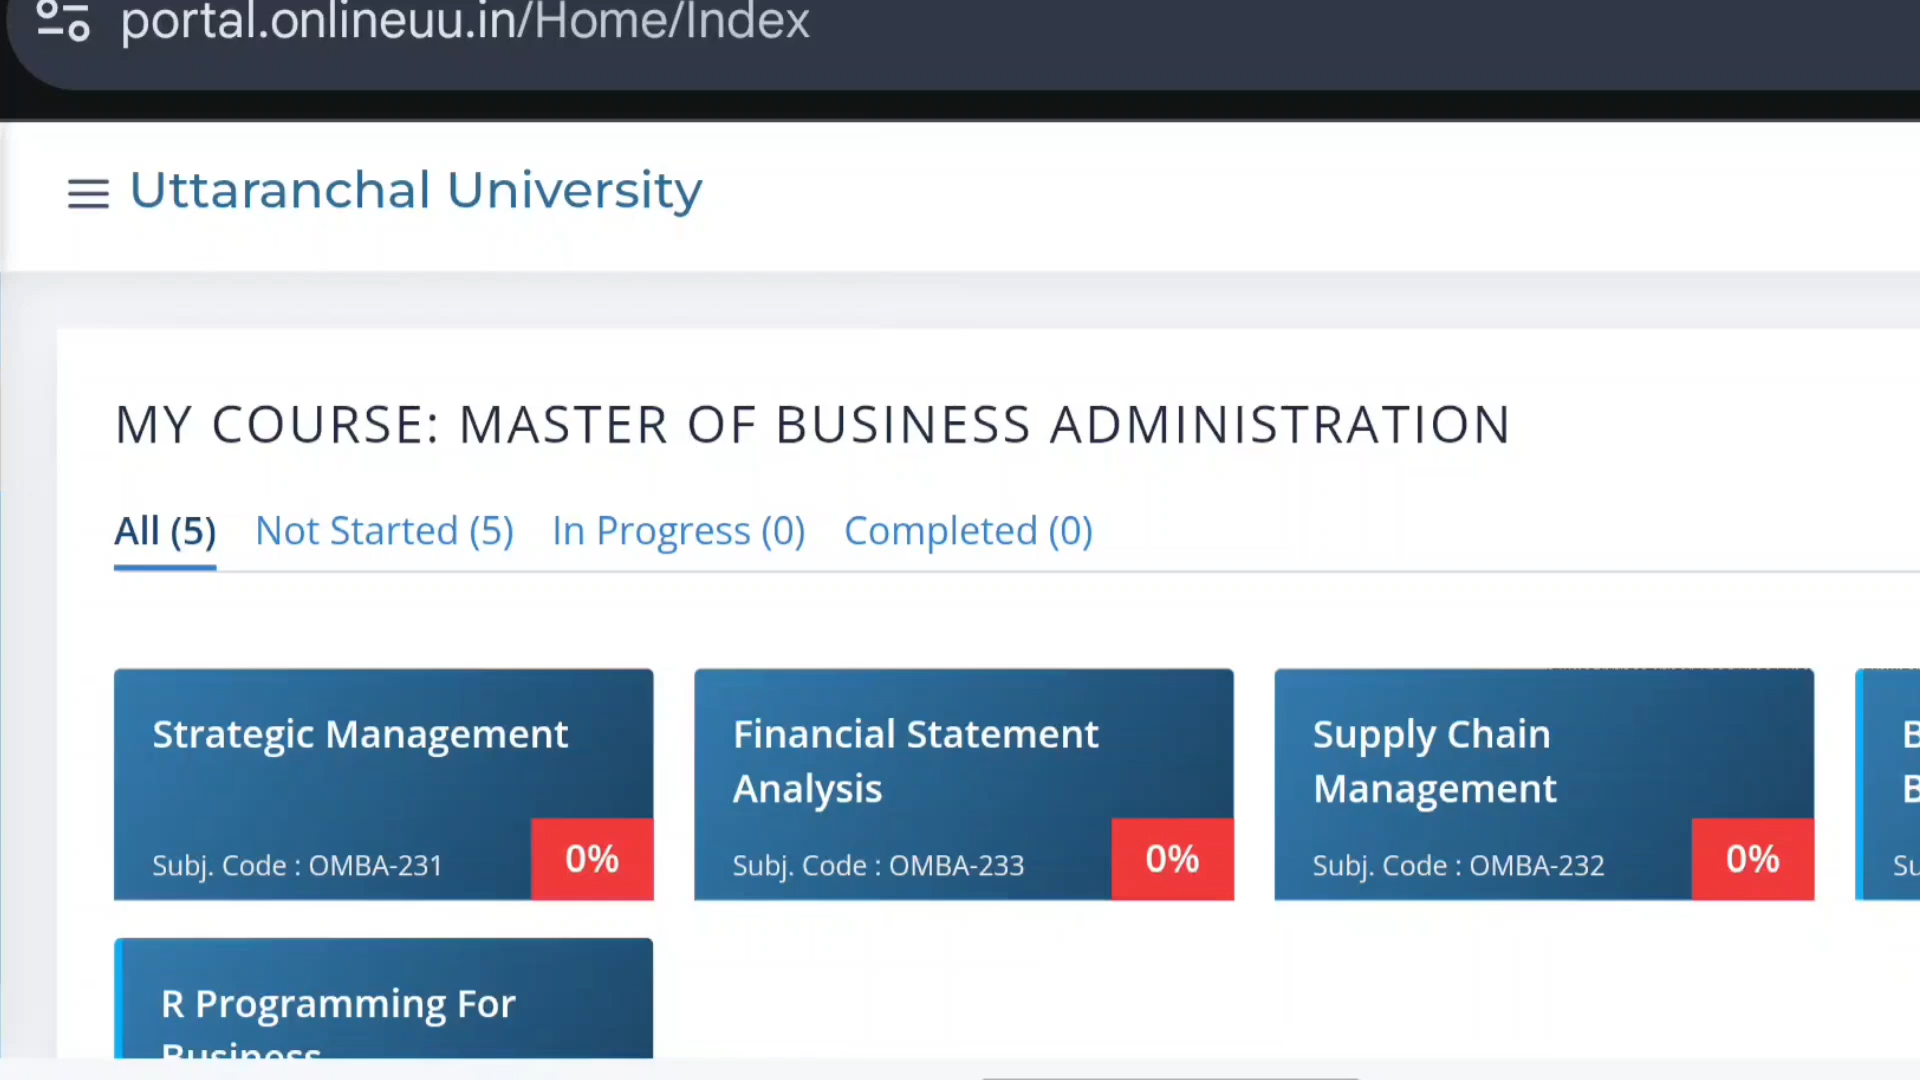 portal.onlineuu.in/Home/Index
Uttaranchal University
MY COURSE: MASTER OF BUSINESS ADMINISTRATION
All (5) Not Started (5) In Progress (0) Completed (0)
Strategic Management
Subj. Code : OMBA-231
0%
Financial Statement
Analysis
Subj. Code : OMBA-233
0%
Supply Chain
Management
Subj. Code : OMBA-232
0%
R Programming For
Business